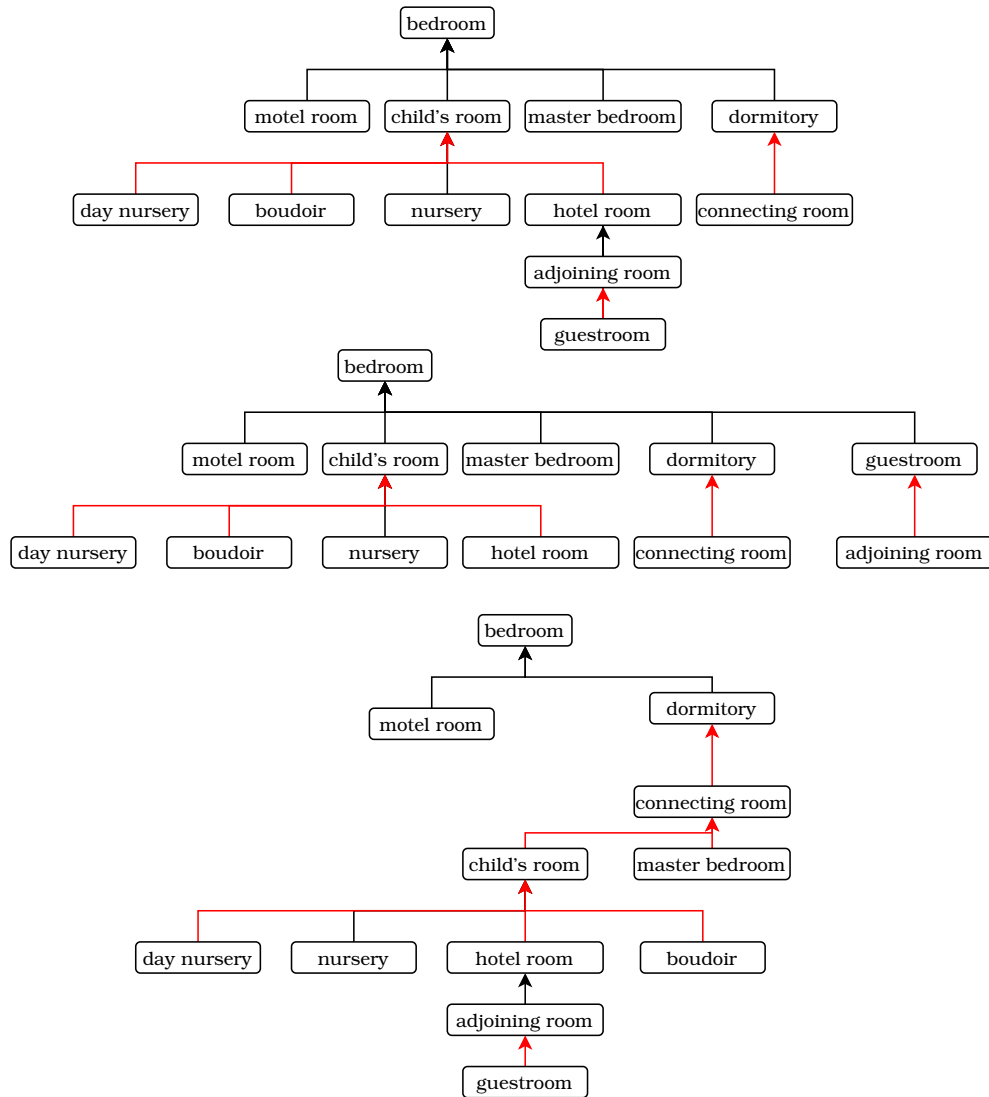 bedroom
motel room
child's room
master bedroom
dormitory
day nursery
boudoir
nursery
hotel room
connecting room
adjoining room
guestroom
bedroom
motel room
child's room
master bedroom
dormitory
guestroom
day nursery
boudoir
nursery
hotel room
connecting room
adjoining room
bedroom
motel room
dormitory
connecting room
child's room
master bedroom
day nursery
nursery
hotel room
boudoir
adjoining room
guestroom